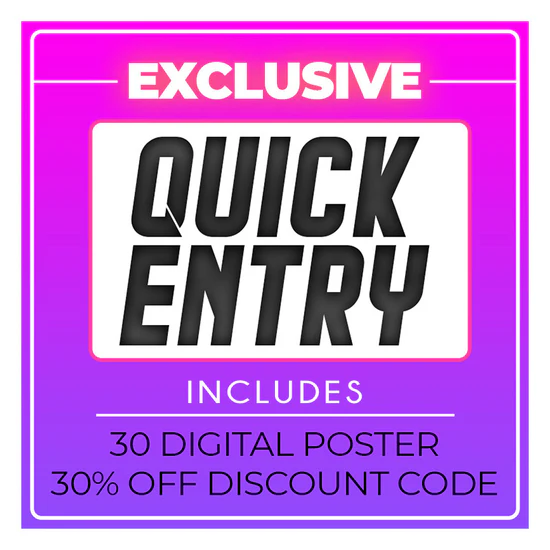 EXCLUSIVE
QUICK
ENTRY
INCLUDES
30 DIGITAL POSTER
30% OFF DISCOUNT CODE